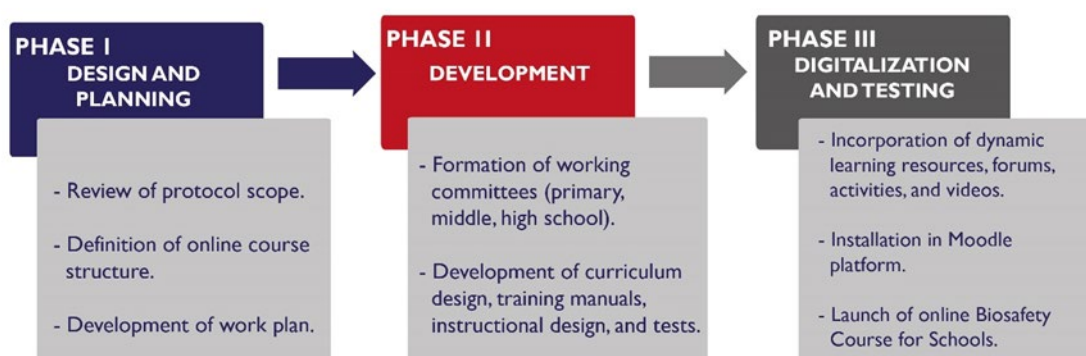 PHASE I
DESIGN AND
PLANNING
- Review of protocol scope.
- Definition of online course
structure.
- Development of work plan.
PHASE II
DEVELOPMENT
- Formation of working
committees (primary,
middle, high school).
- Development of curriculum
design, training manuals,
instructional design, and tests.
PHASE III
DIGITALIZATION
AND TESTING
- Incorporation of dynamic
learning resources, forums,
activities, and videos.
- Installation in Moodle
platform.
- Launch of online Biosafety
Course for Schools.